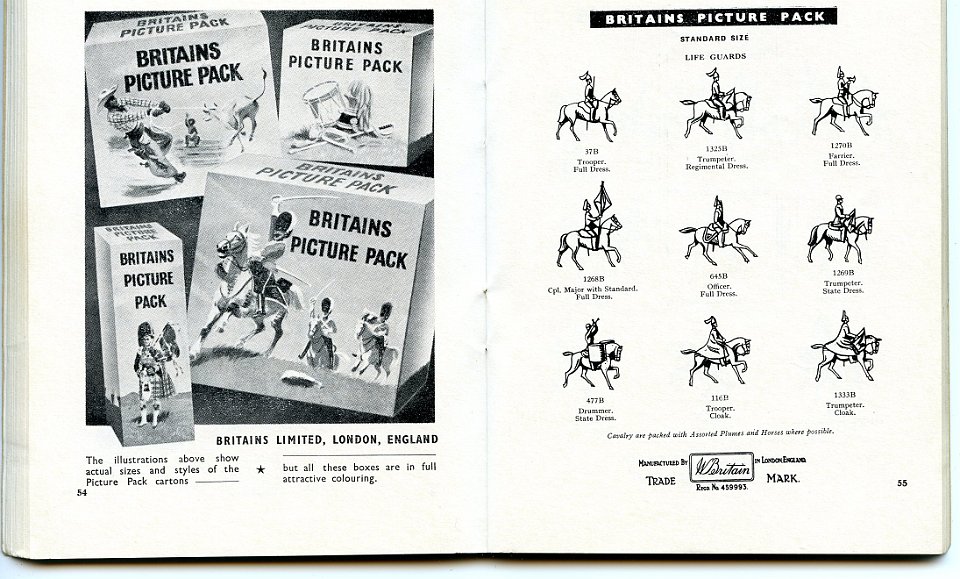 BRITAINS PICTURE PACK
BRITAINS
PICTURE PACK
BRITAINS
PICTURE PACK
BRITAINS
PICTURE PACK
PICTURE PACK
BRITAINS
PICTURE PACK
BRITAINS
PICTURE
PACK
BRITAINS
PICTURE
PACK
BRITAINS LIMITED, LONDON, ENGLAND
The illustrations above show
actual sizes and styles of the
Picture Pack cartons
★
but all these boxes are in full
attractive colouring.
54
BRITAINS PICTURE PACK
STANDARD SIZE
LIFE GUARDS
37B
Trooper.
Full Dress.
1325B
Trumpeter.
Regimental Dress.
1270B
Farrier.
Full Dress.
1268B
Cpl. Major with Standard.
Full Dress.
645B
Officer.
Full Dress.
1269B
Trumpeter.
State Dress.
477B
Drummer.
State Dress.
116B
Trooper.
Cloak.
1333B
Trumpeter.
Cloak.
Cavalry are packed with Assorted Plumes and Horses where possible.
MANUFACTURED BY
W Britain
IN LONDON ENGLAND
TRADE
MARK.
REGD. No 459993.
55